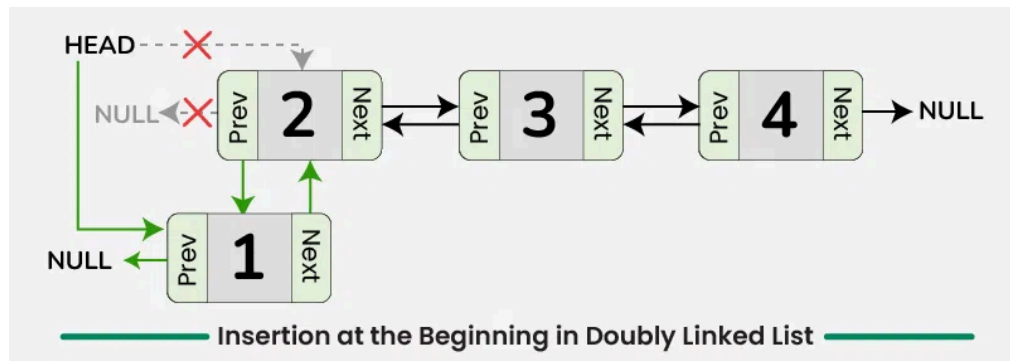 HEAD
NULL
Prev 2 Next
Prev 3 Next
Prev 4 Next
NULL
NULL
Prev 1 Next
Insertion at the Beginning in Doubly Linked List